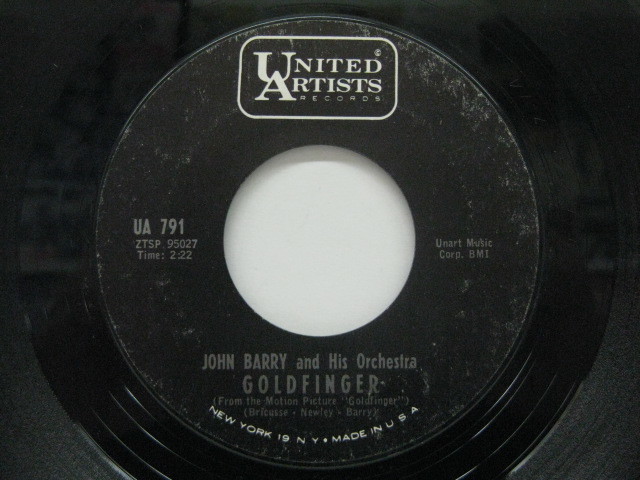 UNITED ©
ARTISTS
RECORDS
UA 791
ZTSP 95027
Time: 2:22
Unart Music
Corp. BMI
JOHN BARRY and His Orchestra
GOLDFINGER
(From the Motion Picture "Goldfinger")
(Bricusse - Newley - Barry)
NEW YORK 19 N Y • MADE IN U S A